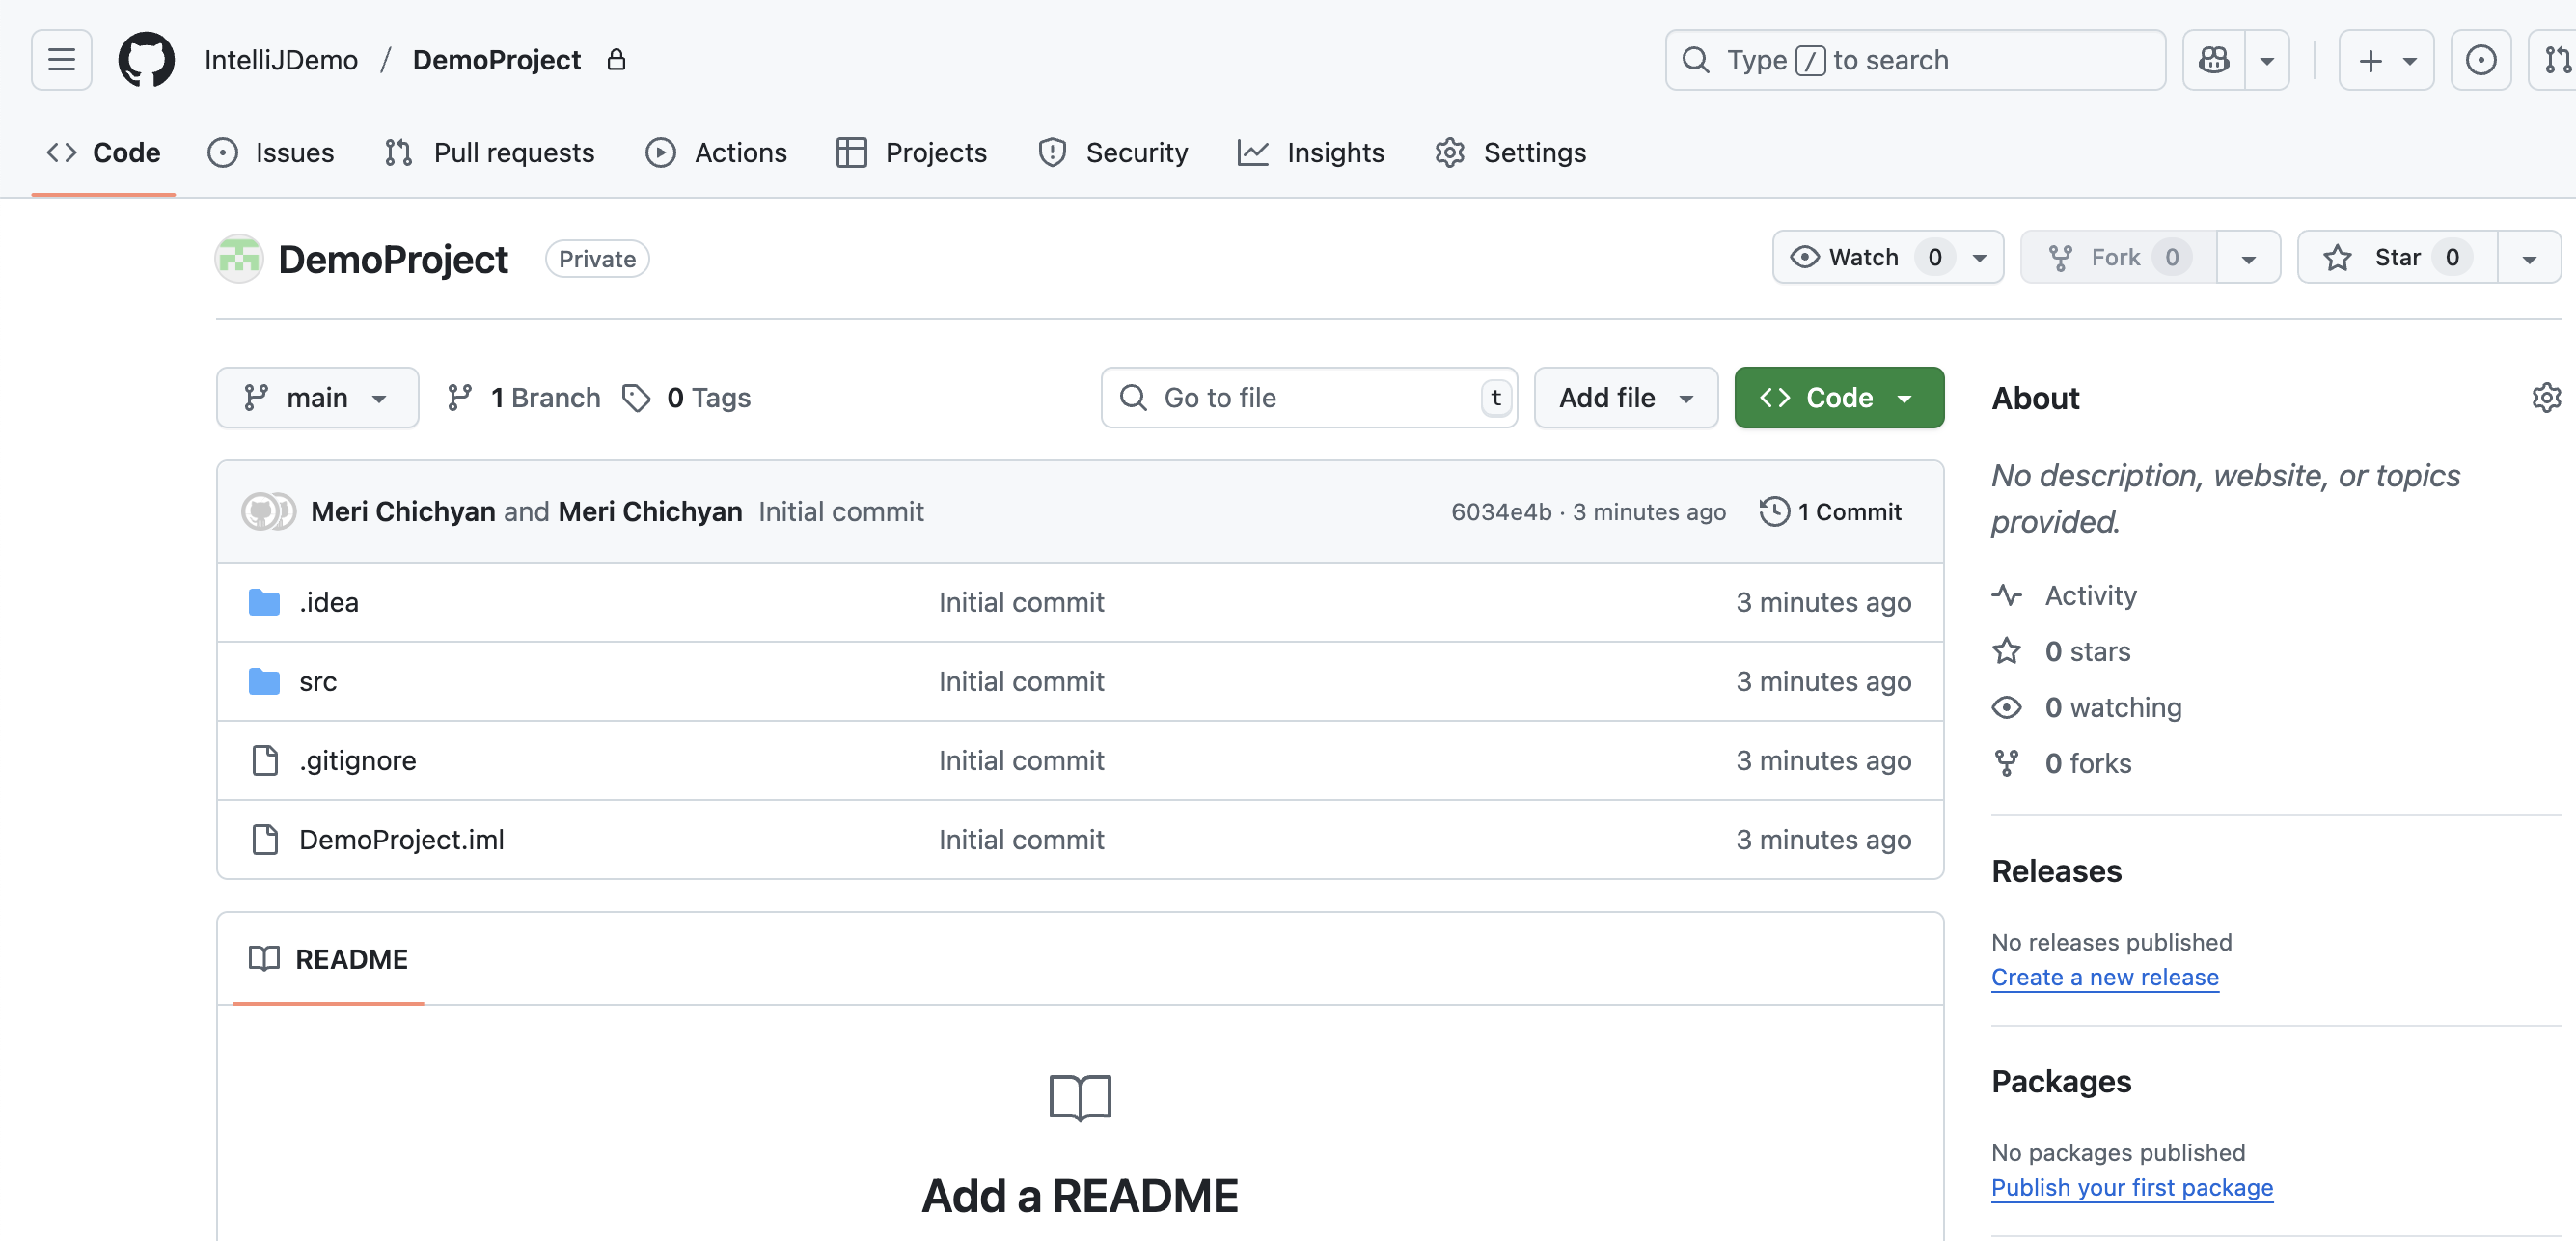 IntelliJDemo / DemoProject
Type / to search
Code Issues Pull requests Actions Projects Security Insights Settings
DemoProject Private
Watch 0 Fork 0 Star 0
main 1 Branch 0 Tags
Go to file t Add file Code
Meri Chichyan and Meri Chichyan Initial commit 6034e4b · 3 minutes ago 1 Commit
.idea Initial commit 3 minutes ago
src Initial commit 3 minutes ago
.gitignore Initial commit 3 minutes ago
DemoProject.iml Initial commit 3 minutes ago
README
Add a README
About
No description, website, or topics
provided.
Activity
0 stars
0 watching
0 forks
Releases
No releases published
Create a new release
Packages
No packages published
Publish your first package